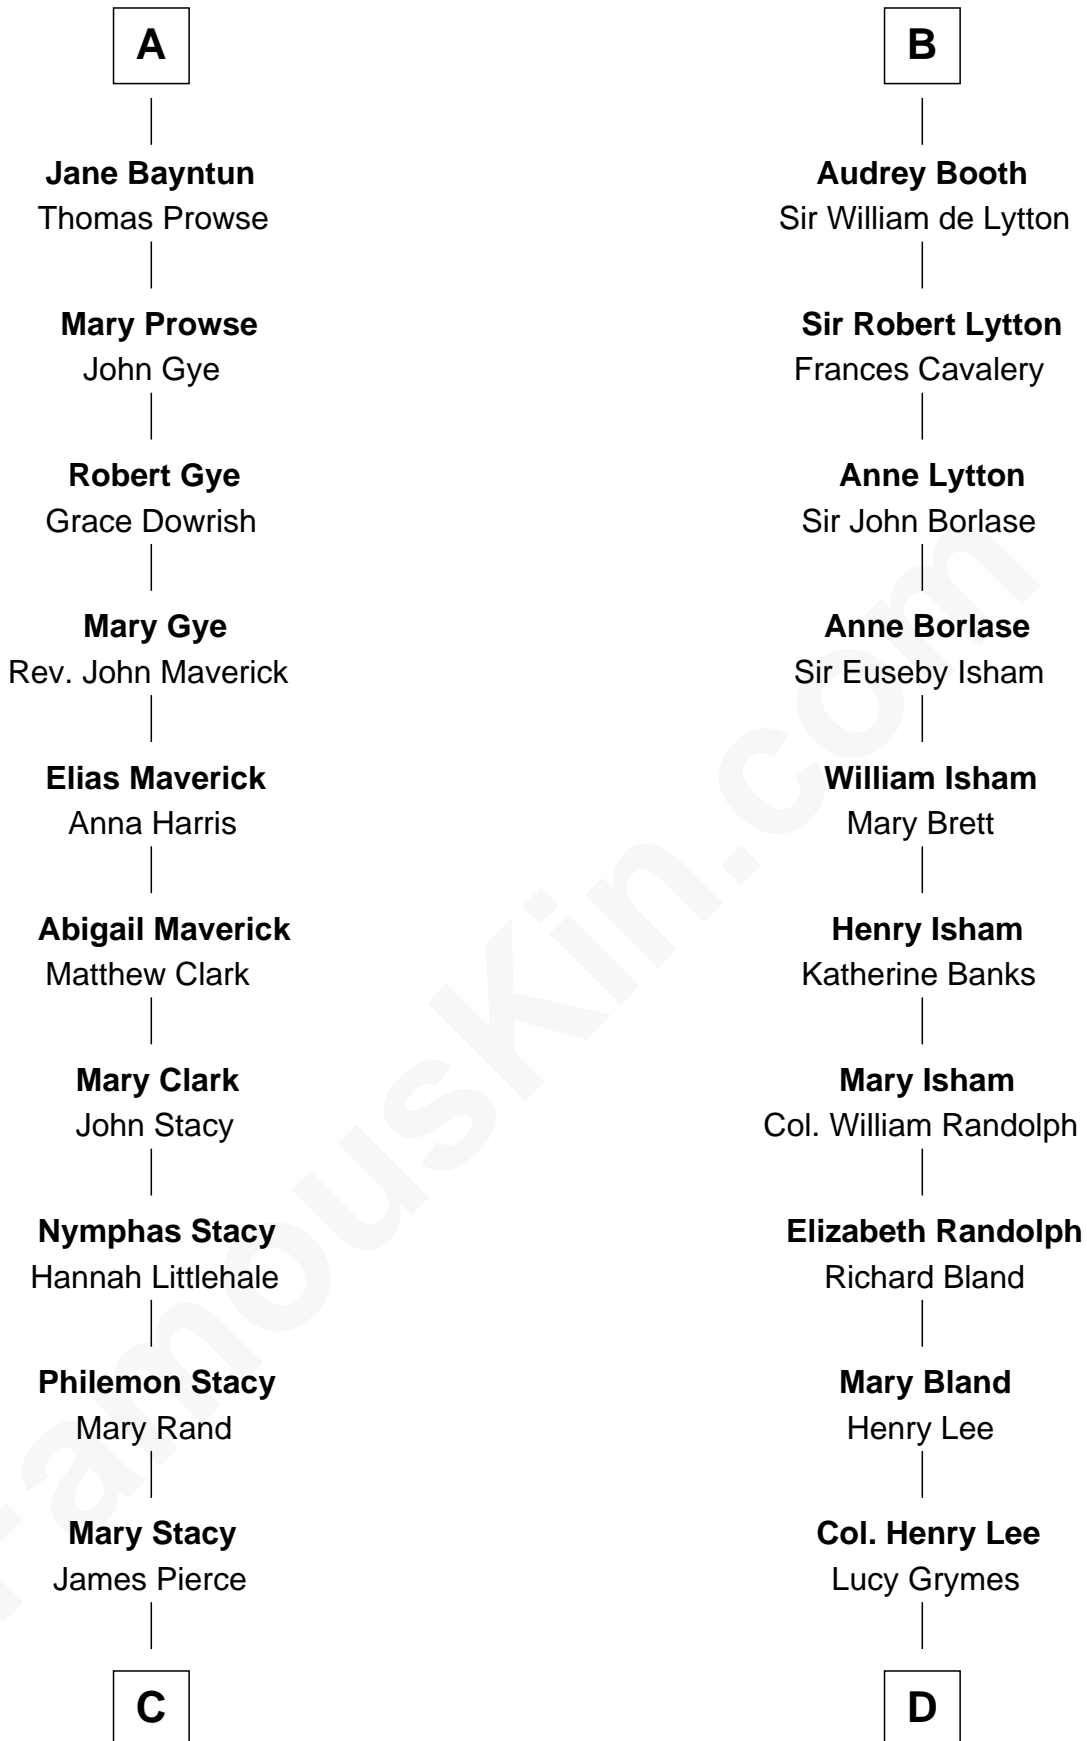 A
Jane Bayntun
Thomas Prowse
Mary Prowse
John Gye
Robert Gye
Grace Dowrish
Mary Gye
Rev. John Maverick
Elias Maverick
Anna Harris
Abigail Maverick
Matthew Clark
Mary Clark
John Stacy
Nymphas Stacy
Hannah Littlehale
Philemon Stacy
Mary Rand
Mary Stacy
James Pierce
C
B
Audrey Booth
Sir William de Lytton
Sir Robert Lytton
Frances Cavalery
Anne Lytton
Sir John Borlase
Anne Borlase
Sir Euseby Isham
William Isham
Mary Brett
Henry Isham
Katherine Banks
Mary Isham
Col. William Randolph
Elizabeth Randolph
Richard Bland
Mary Bland
Henry Lee
Col. Henry Lee
Lucy Grymes
D
FamousKin.com